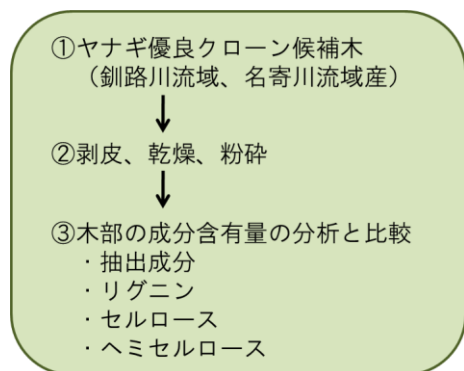 ①ヤナギ優良クローン候補木
（釧路川流域、名寄川流域産）
②剥皮、乾燥、粉砕
③木部の成分含有量の分析と比較
・抽出成分
・リグニン
・セルロース
・ヘミセルロース